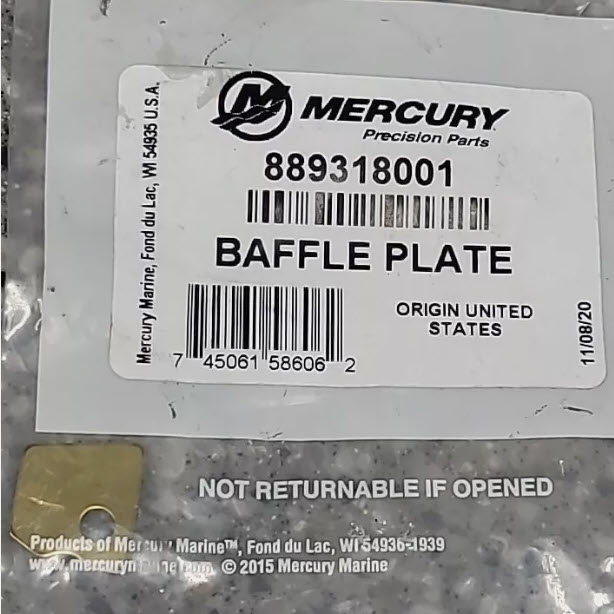 MERCURY
Precision Parts
889318001
BAFFLE PLATE
Mercury Marine, Fond du Lac, WI 54935 U.S.A.
7 45061 58606 2
ORIGIN UNITED
STATES
11/08/20
NOT RETURNABLE IF OPENED
Products of Mercury Marine™, Fond du Lac, WI 54936-1939
© 2015 Mercury Marine